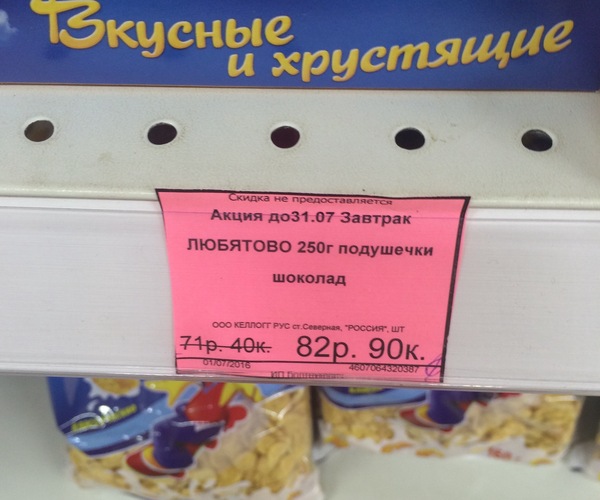 Вкусные
и хрустящие
Скидка не предоставляется
Акция до31.07 Завтрак
ЛЮБЯТОВО 250г подушечки
шоколад
ООО КЕЛЛОГГ РУС ст.Северная, "РОССИЯ", ШТ
71р. 40к. 82р. 90к.
01/07/2016 4607064320387